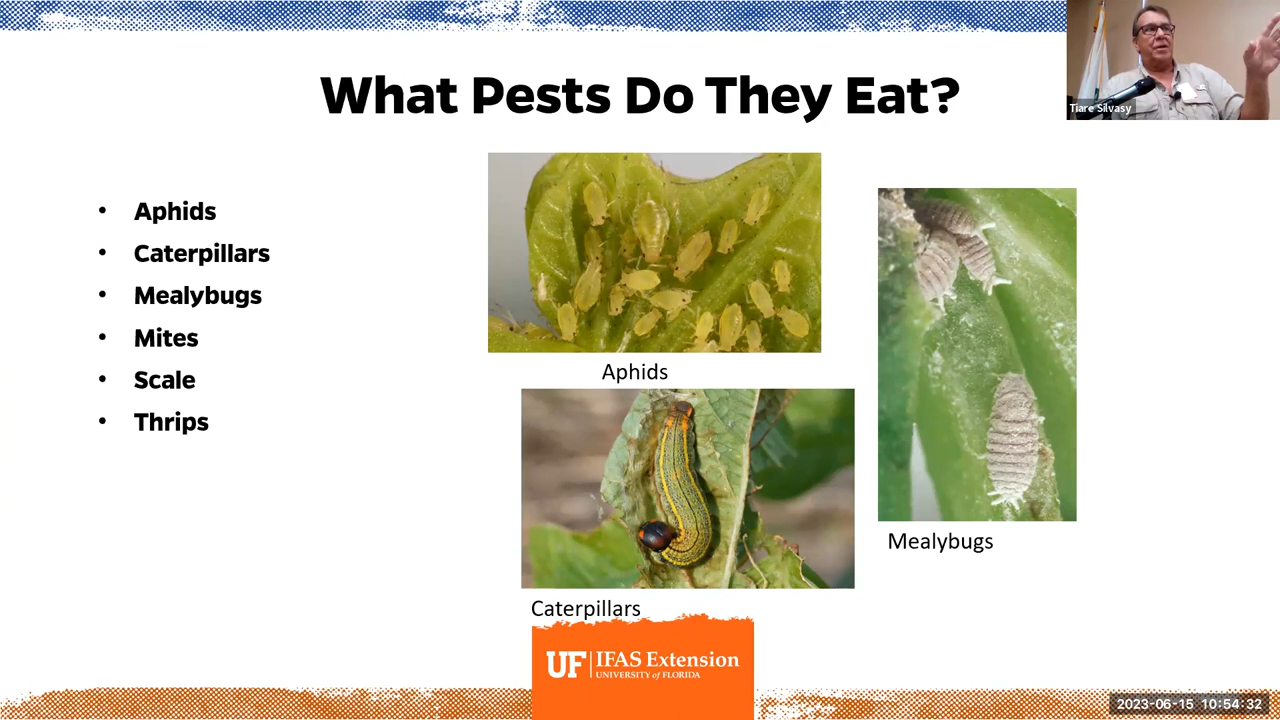 What Pests Do They Eat?
Tiare Silvasy
• Aphids
• Caterpillars
• Mealybugs
• Mites
• Scale
• Thrips
Aphids
Mealybugs
Caterpillars
UF IFAS Extension
UNIVERSITY of FLORIDA
2023-06-15 10:54:32